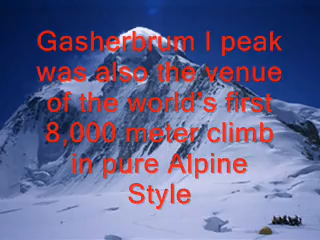 Gasherbrum I peak
was also the venue
of the world's first
8,000 meter climb
in pure Alpine
Style